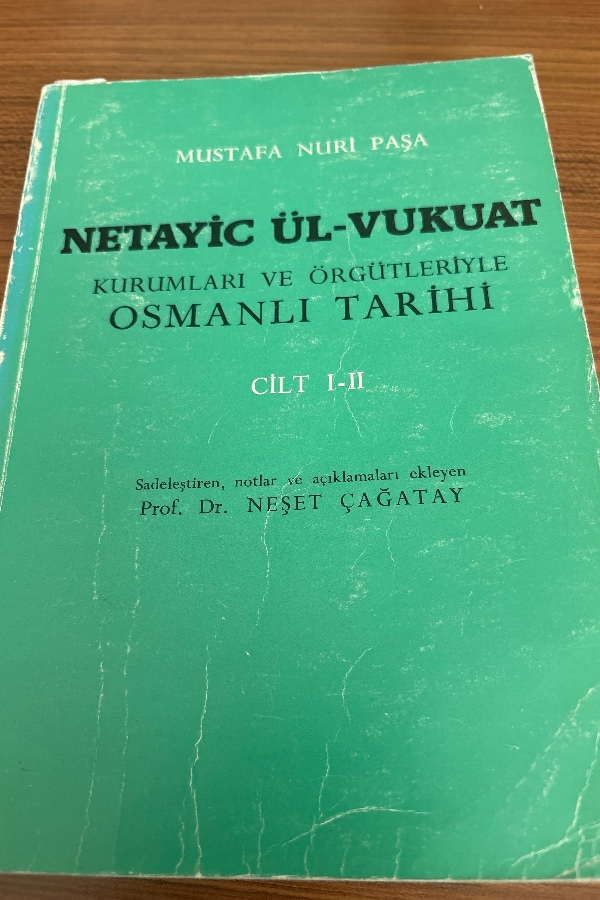 MUSTAFA NURİ PAŞA
NETAYİC ÜL-VUKUAT
KURUMLARI VE ÖRGÜTLERİYLE
OSMANLI TARİHİ
CİLT I-II
Sadeleştiren, notlar ve açıklamaları ekleyen
Prof. Dr. NEŞET ÇAĞATAY